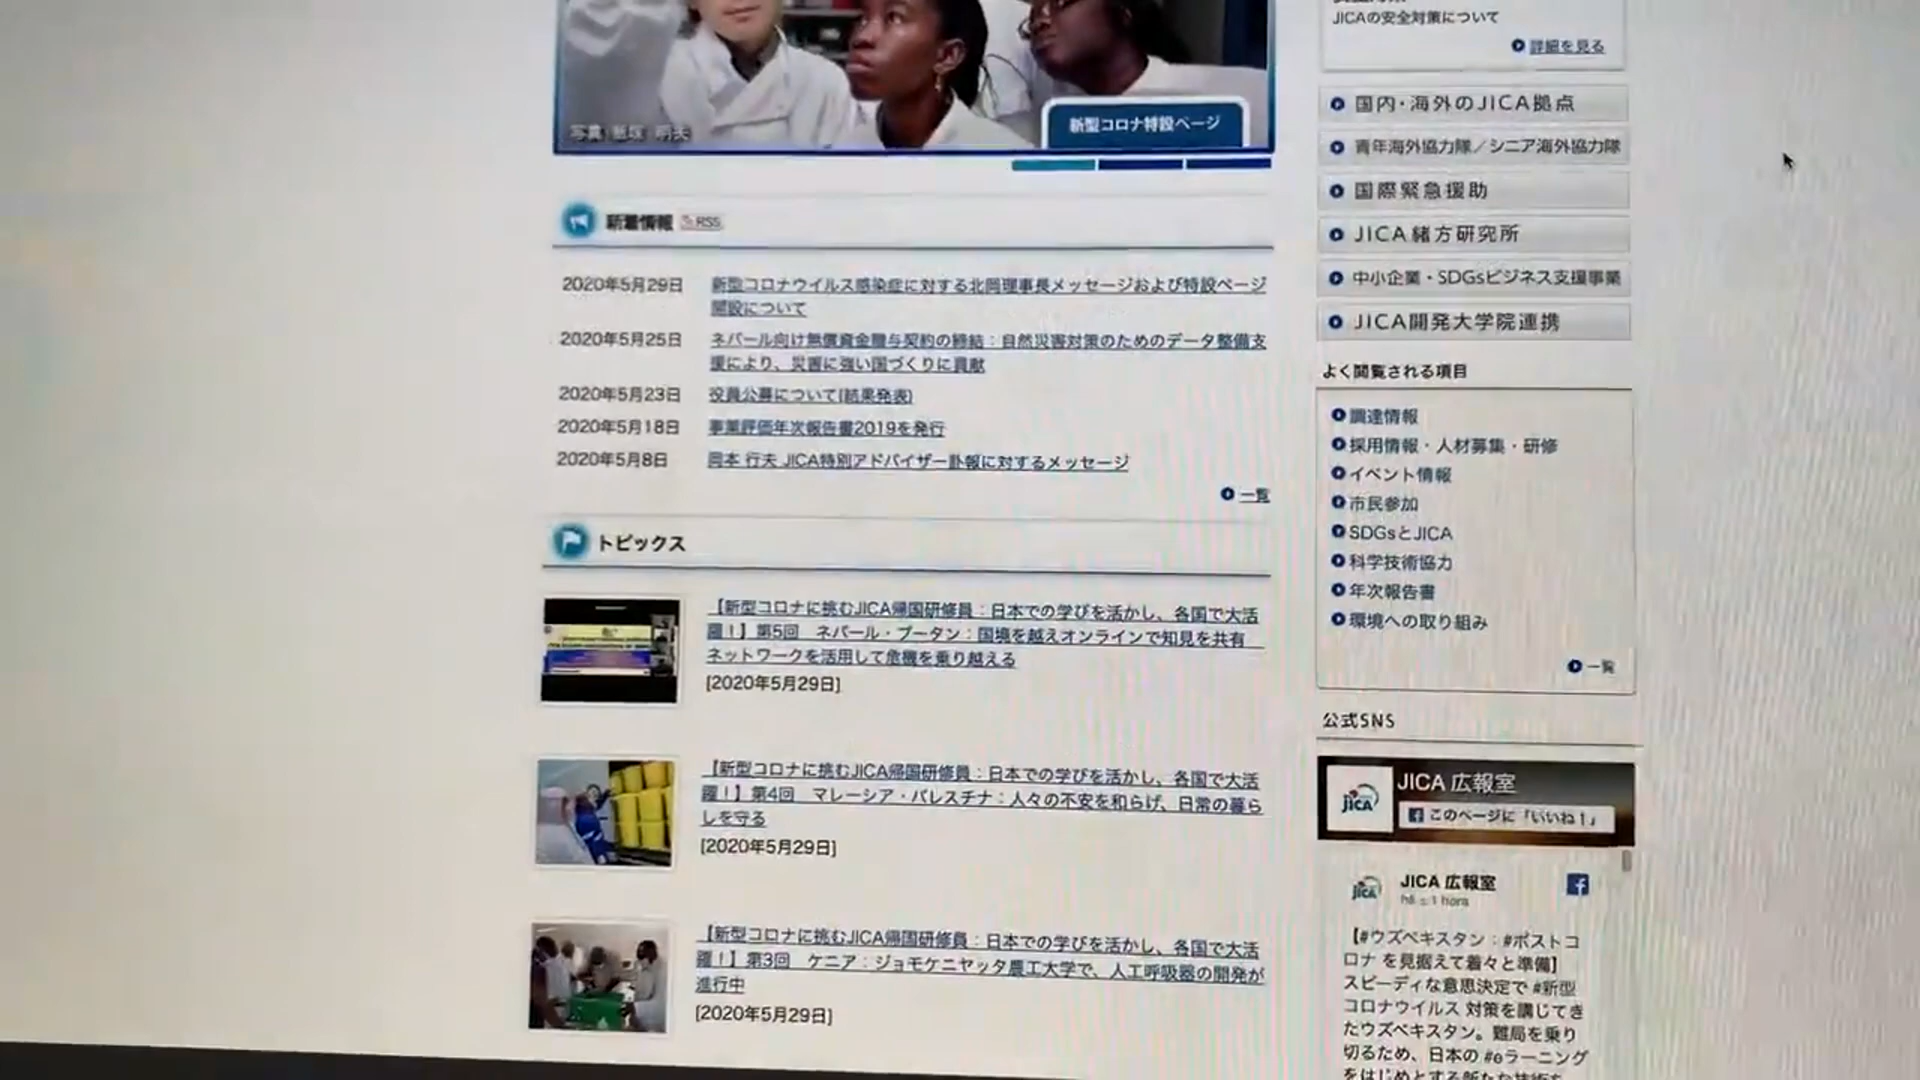 写真 飯塚 明夫
新型コロナ特設ページ
新着情報 RSS
2020年5月29日 新型コロナウイルス感染症に対する北岡理事長メッセージおよび特設ページ
開設について
2020年5月25日 ネパール向け無償資金贈与契約の締結：自然災害対策のためのデータ整備支
援により、災害に強い国づくりに貢献
2020年5月23日 役員公募について(結果発表)
2020年5月18日 事業評価年次報告書2019を発行
2020年5月8日 岡本 行夫 JICA特別アドバイザー訃報に対するメッセージ
一覧
トピックス
【新型コロナに挑むJICA帰国研修員：日本での学びを活かし、各国で大活
躍！】第5回　ネパール・ブータン：国境を越えオンラインで知見を共有
ネットワークを活用して危機を乗り越える
[2020年5月29日]
【新型コロナに挑むJICA帰国研修員：日本での学びを活かし、各国で大活
躍！】第4回　マレーシア・パレスチナ：人々の不安を和らげ、日常の暮ら
しを守る
[2020年5月29日]
【新型コロナに挑むJICA帰国研修員：日本での学びを活かし、各国で大活
躍！】第3回　ケニア：ジョモケニヤッタ農工大学で、人工呼吸器の開発が
進行中
[2020年5月29日]
JICAの安全対策について
詳細を見る
国内・海外のJICA拠点
青年海外協力隊／シニア海外協力隊
国際緊急援助
JICA緒方研究所
中小企業・SDGsビジネス支援事業
JICA開発大学院連携
よく閲覧される項目
調達情報
採用情報・人材募集・研修
イベント情報
市民参加
SDGsとJICA
科学技術協力
年次報告書
環境への取り組み
一覧
公式SNS
JICA
JICA 広報室
このページに「いいね！」
JICA
JICA 広報室
1 hora
【#ウズベキスタン：#ポストコ
ロナ を見据えて着々と準備】
スピーディな意思決定で #新型
コロナウイルス 対策を講じてき
たウズベキスタン。難局を乗り
切るため、日本の #eラーニング
をはじめとする新たな技術を